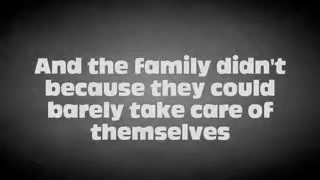 And the family didn't
because they could
barely take care of
themselves